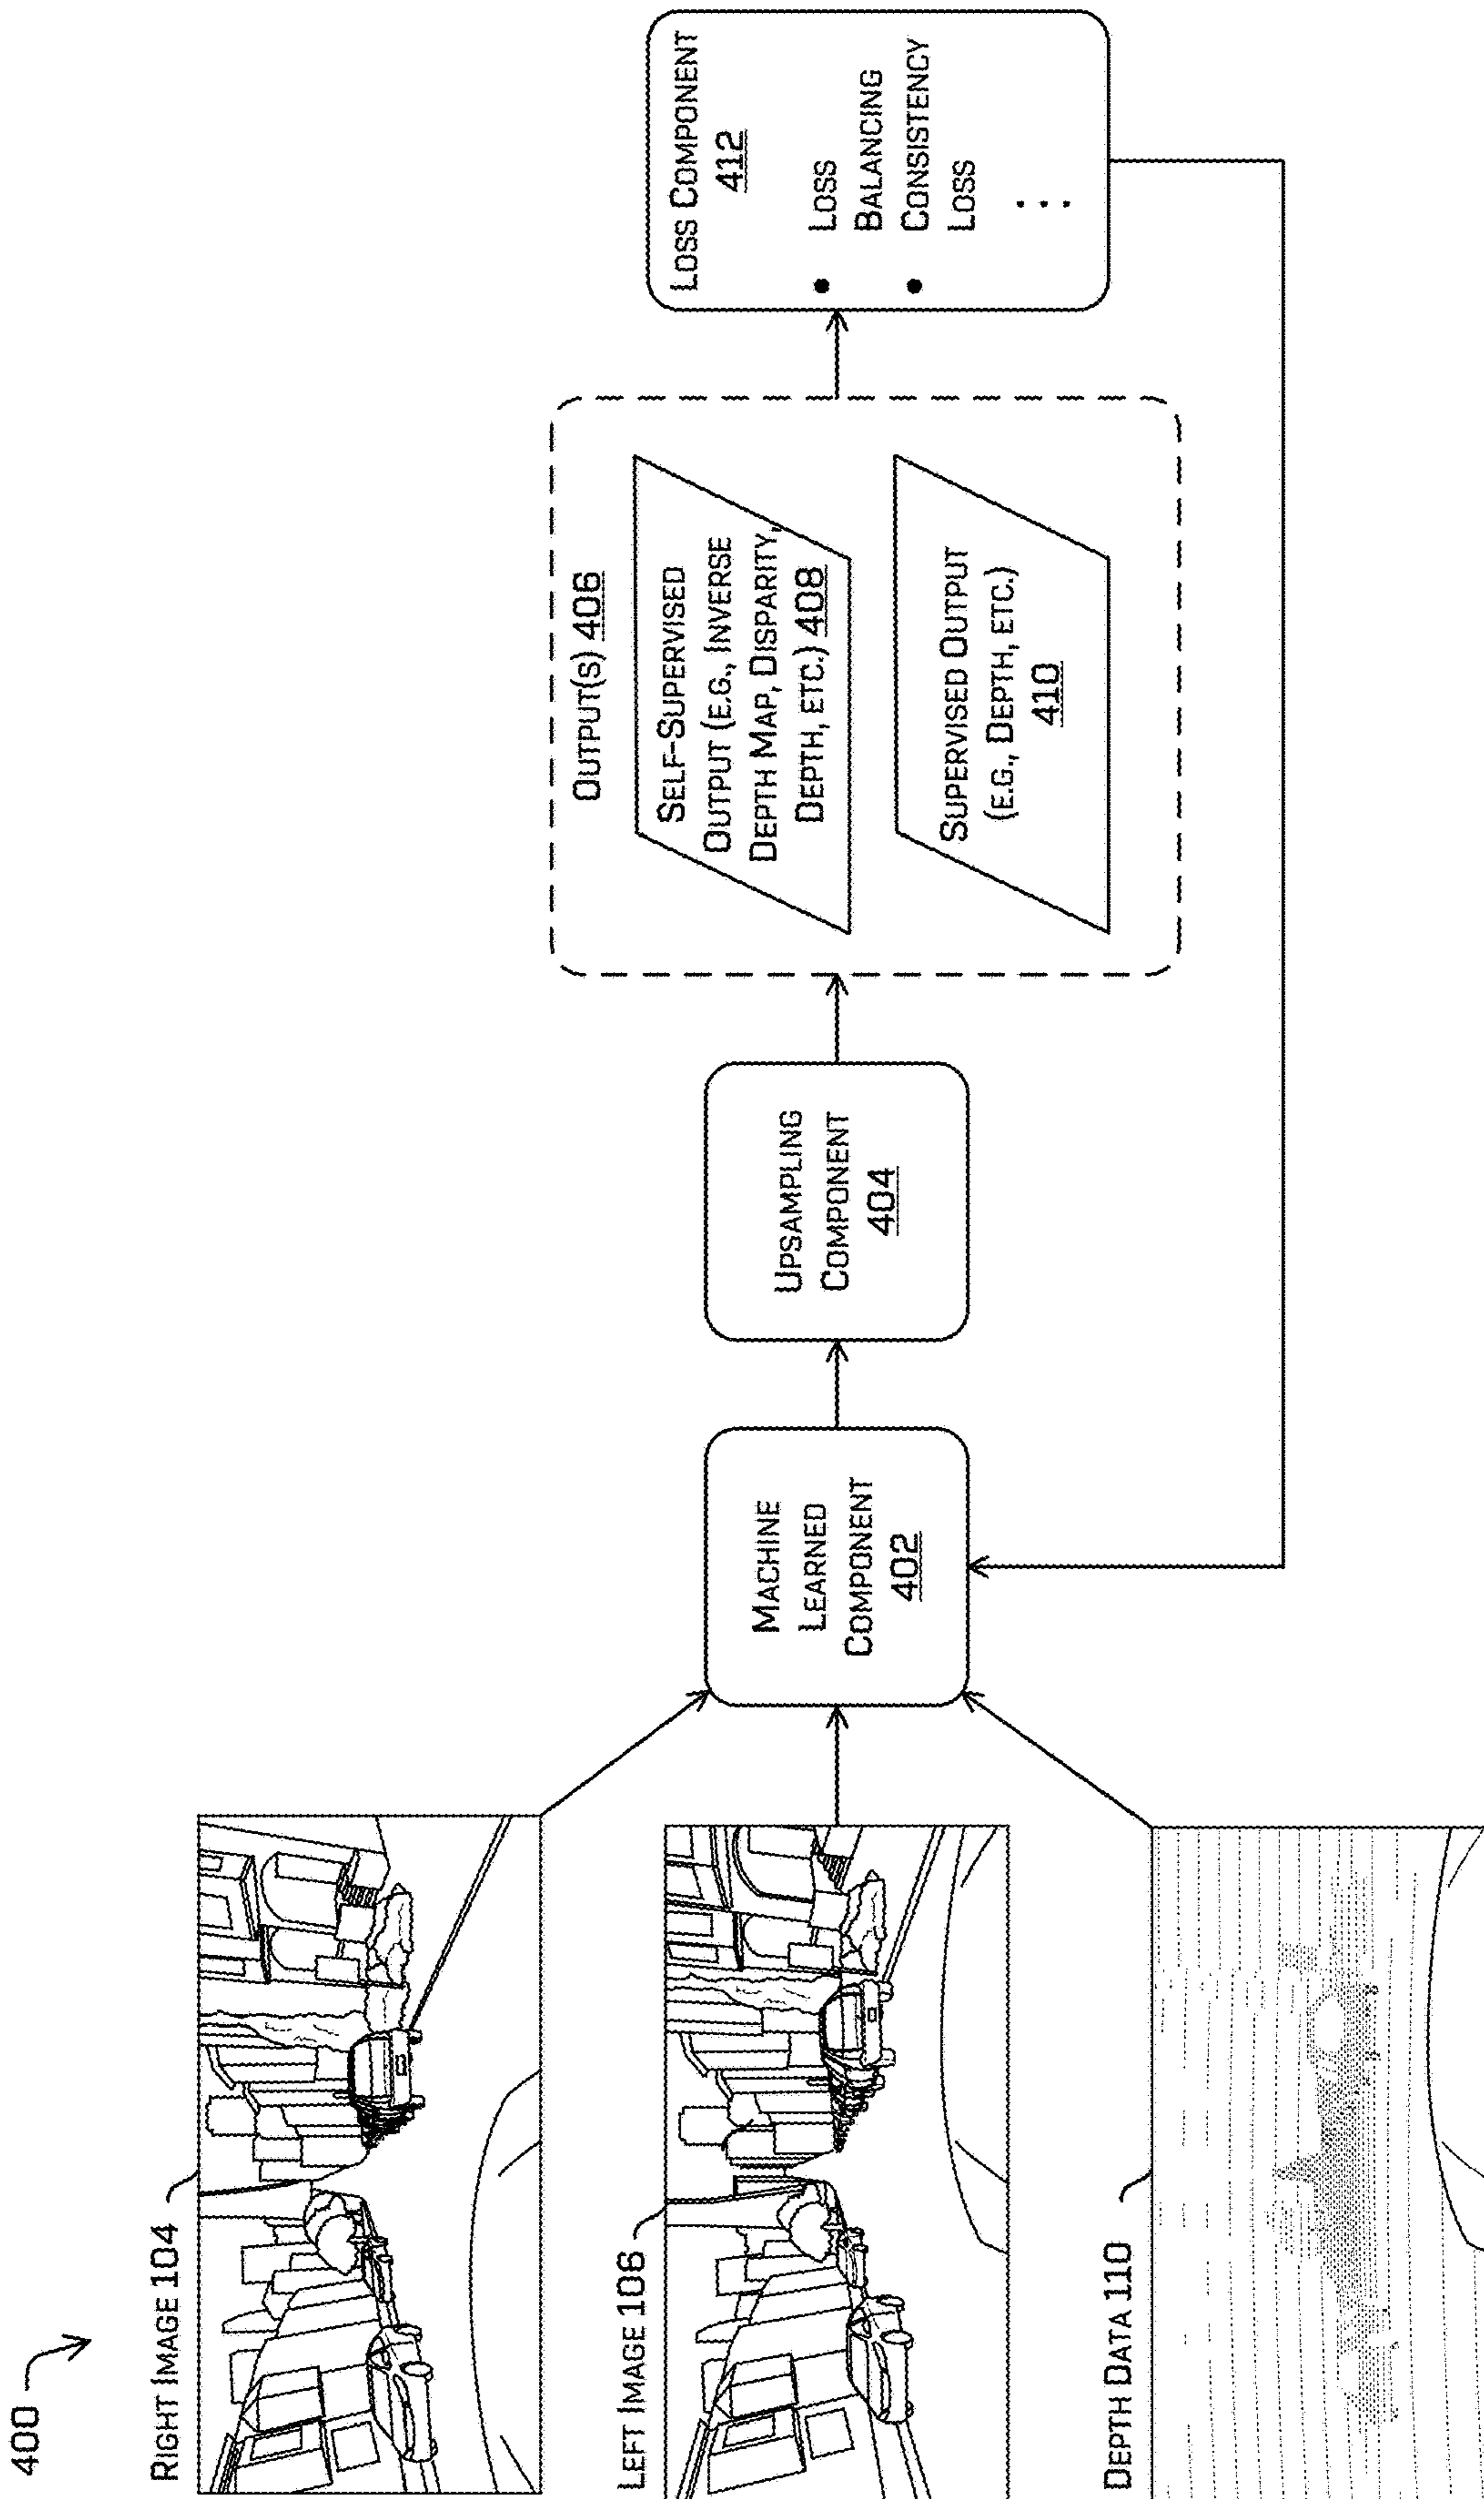 400
RIGHT IMAGE 104
LEFT IMAGE 106
DEPTH DATA 110
MACHINE
LEARNED
COMPONENT
402
UPSAMPLING
COMPONENT
404
OUTPUT(S) 406
SELF-SUPERVISED
OUTPUT (E.G., INVERSE
DEPTH MAP, DISPARITY,
DEPTH, ETC.) 408
SUPERVISED OUTPUT
(E.G., DEPTH, ETC.)
410
LOSS COMPONENT
412
• LOSS
BALANCING
• CONSISTENCY
LOSS
⋮